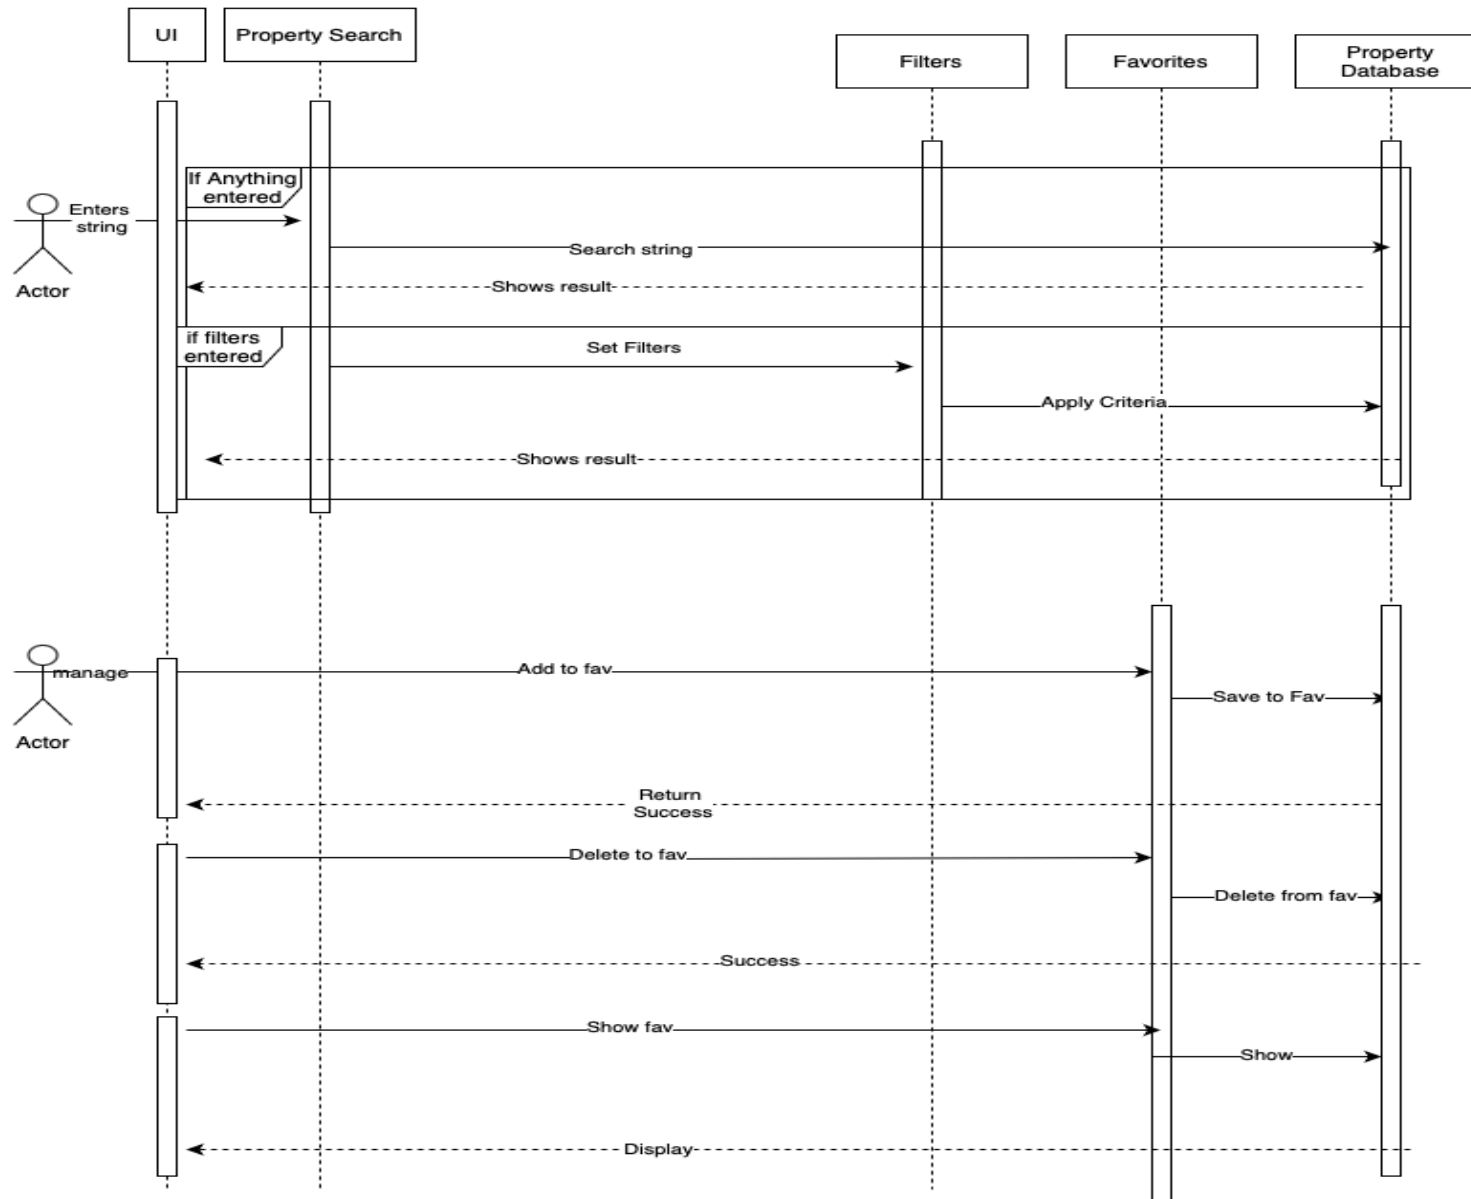 UI
Property Search
Filters
Favorites
Property
Database
If Anything
entered
Enters
string
Search string
Actor
Shows result
if filters
entered
Set Filters
Apply Criteria
Shows result
manage
Add to fav
Save to Fav
Actor
Return
Success
Delete to fav
Delete from fav
Success
Show fav
Show
Display